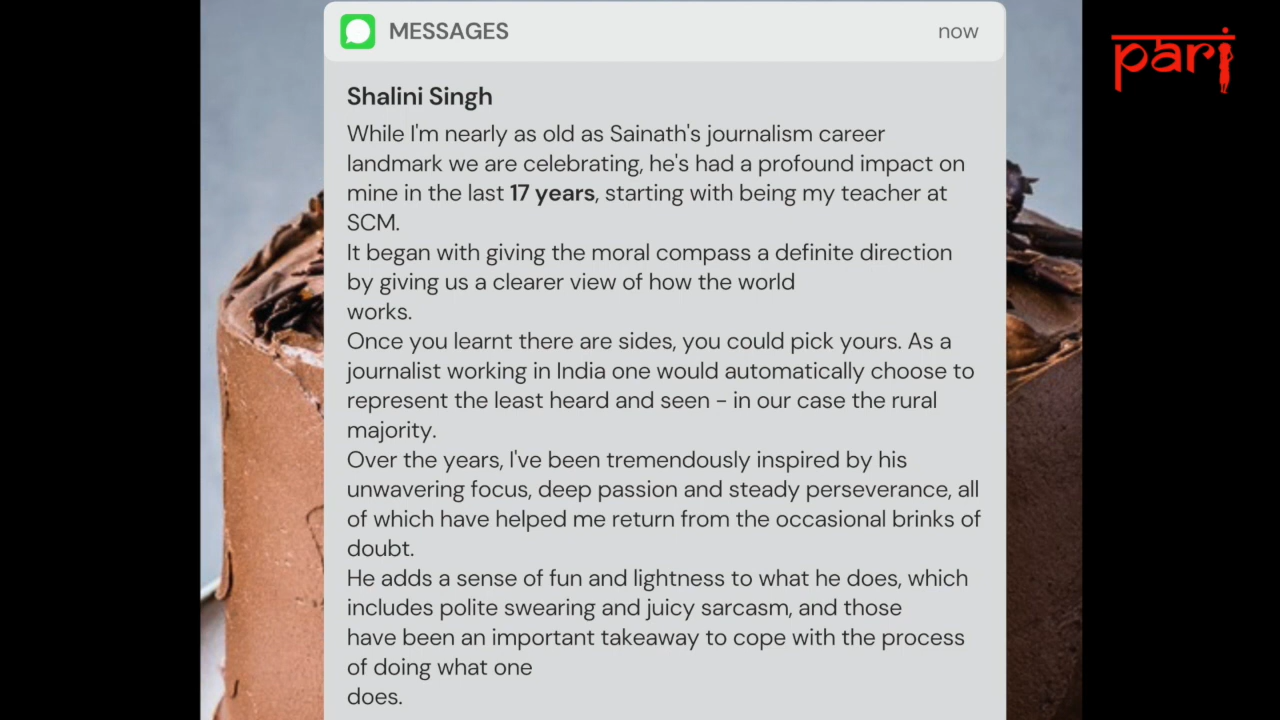 MESSAGES
now
pari
Shalini Singh
While I'm nearly as old as Sainath's journalism career
landmark we are celebrating, he's had a profound impact on
mine in the last 17 years, starting with being my teacher at
SCM.
It began with giving the moral compass a definite direction
by giving us a clearer view of how the world
works.
Once you learnt there are sides, you could pick yours. As a
journalist working in India one would automatically choose to
represent the least heard and seen - in our case the rural
majority.
Over the years, I've been tremendously inspired by his
unwavering focus, deep passion and steady perseverance, all
of which have helped me return from the occasional brinks of
doubt.
He adds a sense of fun and lightness to what he does, which
includes polite swearing and juicy sarcasm, and those
have been an important takeaway to cope with the process
of doing what one
does.